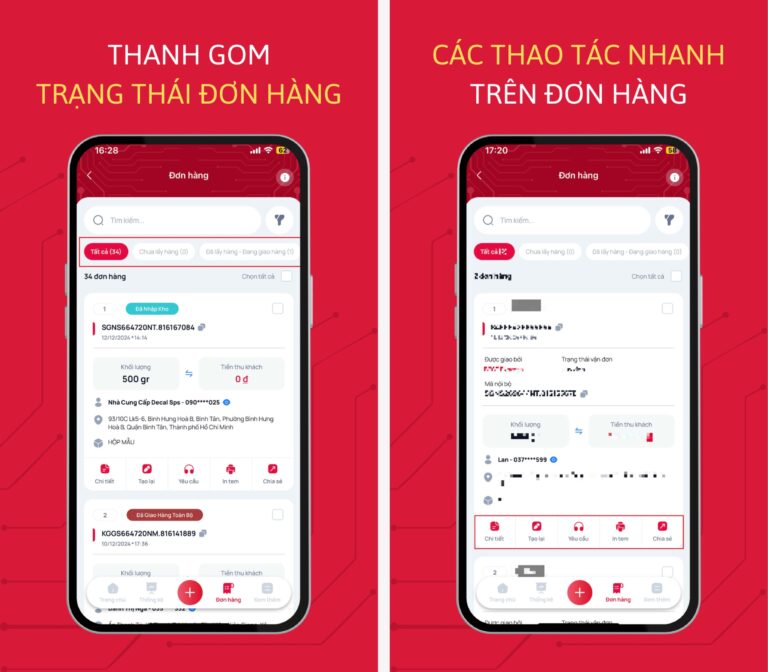 THANH GOM
TRẠNG THÁI ĐƠN HÀNG
16:28
62
Đơn hàng
Tìm kiếm...
Tất cả (34)
Chưa lấy hàng (0)
Đã lấy hàng - Đang giao hàng (1)
34 đơn hàng
Chọn tất cả
1
Đã Nhập Kho
SGNS664720NT.816167084
12/12/2024 • 14:14
Khối lượng
Tiền thu khách
500 gr
0 đ
Nhà Cung Cấp Decal Sps - 090****025
93/10C Lk5-6, Bình Hưng Hoà B, Bình Tân, Phường Bình Hưng
Hoà B, Quận Bình Tân, Thành phố Hồ Chí Minh
HỘP MẪU
Chi tiết
Tạo lại
Yêu cầu
In tem
Chia sẻ
2
Đã Giao Hàng Toàn Bộ
KGGS664720NM.816141889
10/12/2024 • 17:36
Khối lượng
Tiền thu khách
Trang chủ
Thống kê
Đơn hàng
Xem thêm
CÁC THAO TÁC NHANH
TRÊN ĐƠN HÀNG
17:20
Đơn hàng
Tìm kiếm...
Tất cả
Chưa lấy hàng (0)
Đã lấy hàng - Đang giao hàng (0)
2 đơn hàng
Chọn tất cả
1
Được giao bởi
Trạng thái vận đơn
Mã nội bộ
Khối lượng
Tiền thu khách
Lan - 037****599
Chi tiết
Tạo lại
Yêu cầu
In tem
Chia sẻ
2
Trang chủ
Thống kê
Đơn hàng
Xem thêm
Được giao bởi
Trạng thái vận đơn